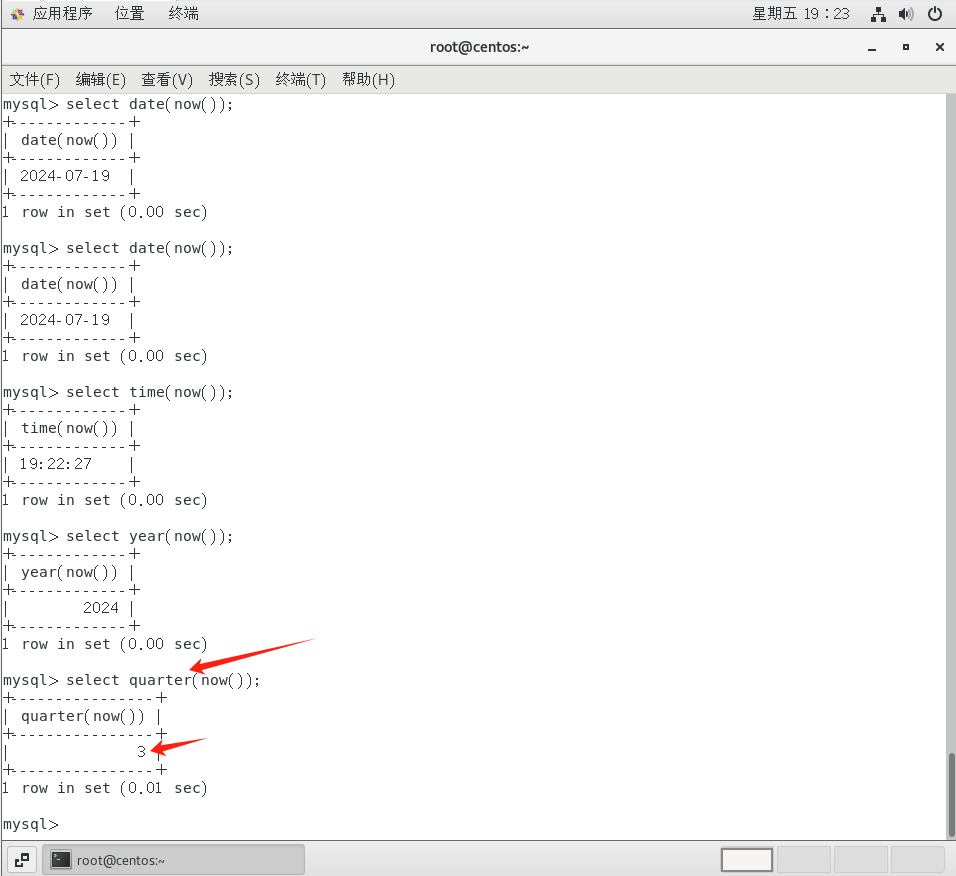 应用程序 位置 终端 星期五 19：23
root@centos:~
文件(F) 编辑(E) 查看(V) 搜索(S) 终端(T) 帮助(H)
mysql> select date(now());
+-------------+
| date(now()) |
+-------------+
| 2024-07-19  |
+-------------+
1 row in set (0.00 sec)
mysql> select date(now());
+-------------+
| date(now()) |
+-------------+
| 2024-07-19  |
+-------------+
1 row in set (0.00 sec)
mysql> select time(now());
+-------------+
| time(now()) |
+-------------+
| 19:22:27    |
+-------------+
1 row in set (0.00 sec)
mysql> select year(now());
+-------------+
| year(now()) |
+-------------+
|        2024 |
+-------------+
1 row in set (0.00 sec)
mysql> select quarter(now());
+----------------+
| quarter(now()) |
+----------------+
|              3 |
+----------------+
1 row in set (0.01 sec)
mysql>
root@centos:~